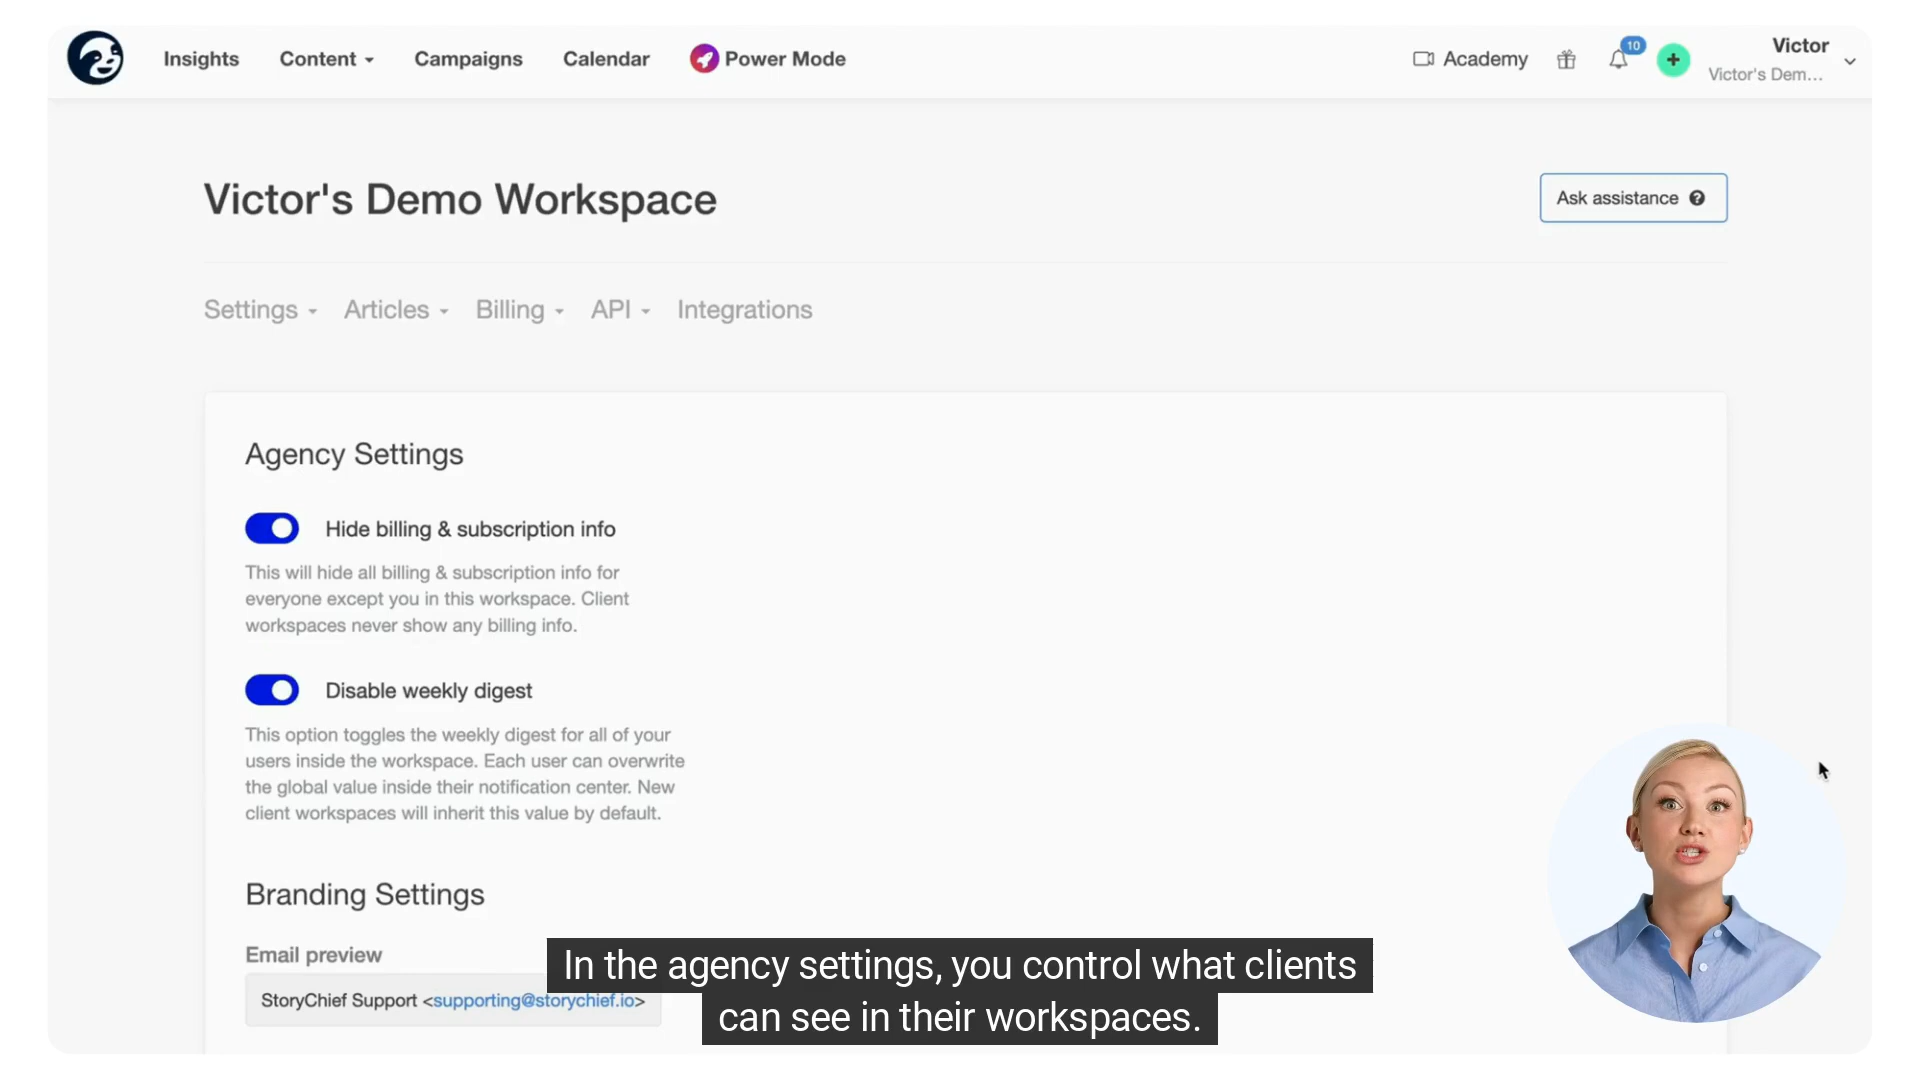 Insights Content Campaigns Calendar Power Mode Academy 10 + Victor
Victor's Dem...
Victor's Demo Workspace
Ask assistance ?
Settings Articles Billing API Integrations
Agency Settings
Hide billing & subscription info
This will hide all billing & subscription info for
everyone except you in this workspace. Client
workspaces never show any billing info.
Disable weekly digest
This option toggles the weekly digest for all of your
users inside the workspace. Each user can overwrite
the global value inside their notification center. New
client workspaces will inherit this value by default.
Branding Settings
Email preview
StoryChief Support <supporting@storychief.io>
In the agency settings, you control what clients
can see in their workspaces.